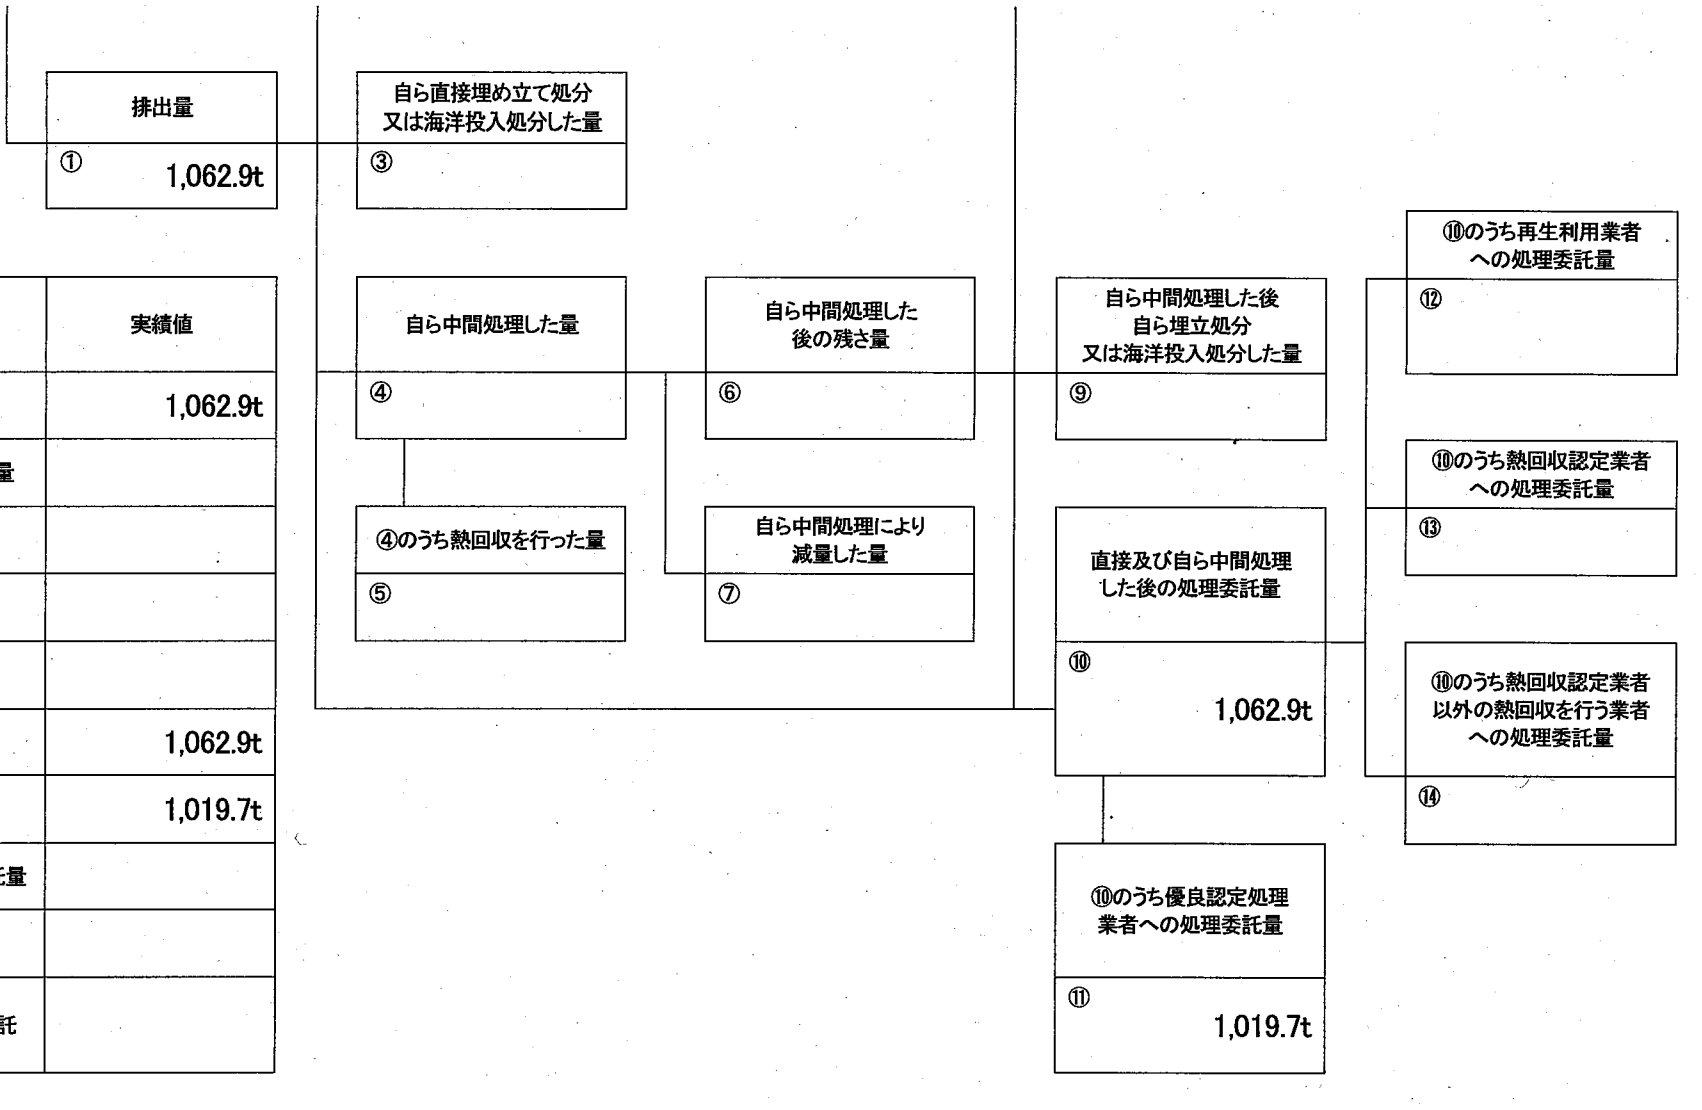 排出量
①
1,062.9t
自ら直接埋め立て処分
又は海洋投入処分した量
③
実績値
1,062.9t
量
1,062.9t
1,019.7t
託量
託
自ら中間処理した量
④
④のうち熱回収を行った量
⑤
自ら中間処理した
後の残さ量
⑥
自ら中間処理により
減量した量
⑦
自ら中間処理した後
自ら埋立処分
又は海洋投入処分した量
⑨
直接及び自ら中間処理
した後の処理委託量
⑩
1,062.9t
⑩のうち優良認定処理
業者への処理委託量
⑪
1,019.7t
⑩のうち再生利用業者
への処理委託量
⑫
⑩のうち熱回収認定業者
への処理委託量
⑬
⑩のうち熱回収認定業者
以外の熱回収を行う業者
への処理委託量
⑭